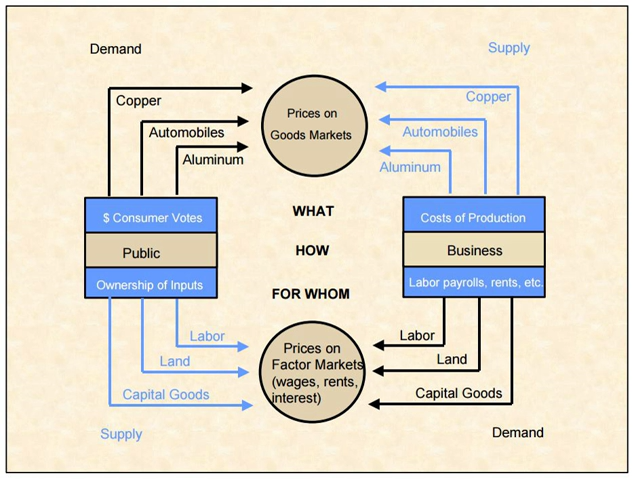 Demand
Supply
Copper
Automobiles
Aluminum
Prices on
Goods Markets
Copper
Automobiles
Aluminum
$ Consumer Votes
Public
Ownership of Inputs
WHAT
HOW
FOR WHOM
Costs of Production
Business
Labor payrolls, rents, etc.
Labor
Land
Capital Goods
Prices on
Factor Markets
(wages, rents,
interest)
Labor
Land
Capital Goods
Supply
Demand